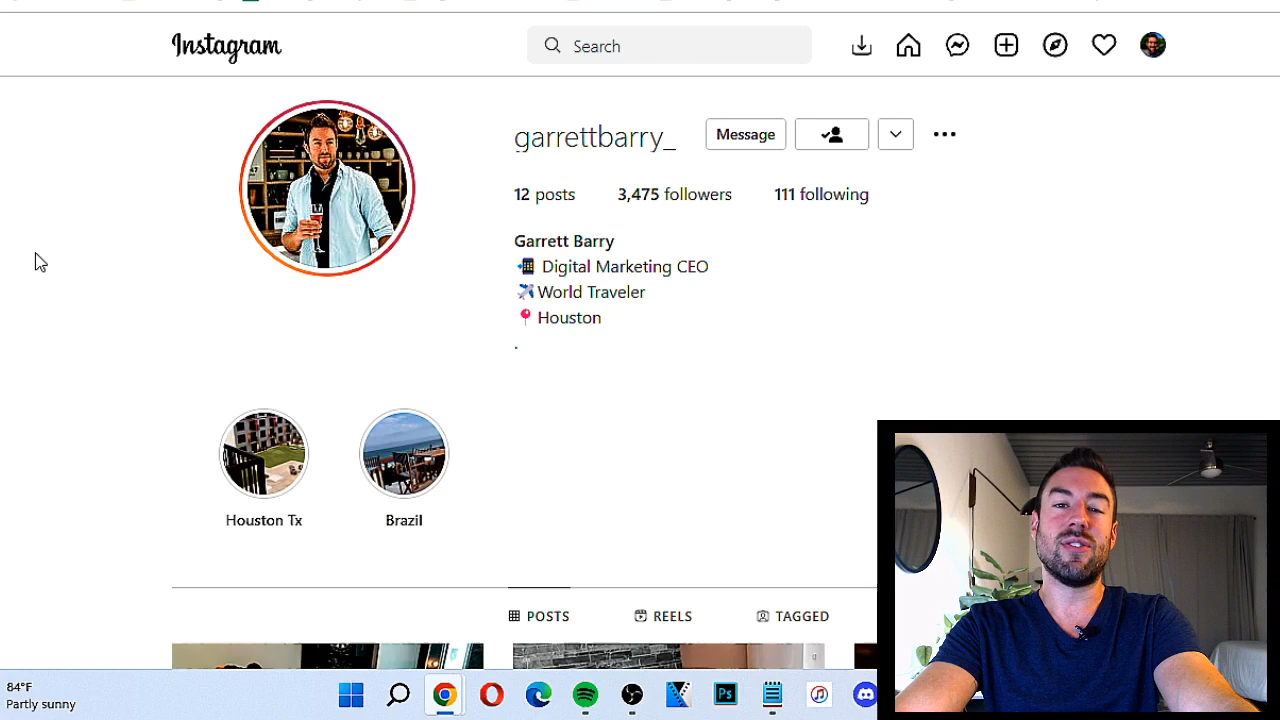 Instagram
Search
garrettbarry_
Message
12 posts
3,475 followers
111 following
Garrett Barry
Digital Marketing CEO
World Traveler
Houston
.
Houston Tx
Brazil
POSTS
REELS
TAGGED
84°F
Partly sunny
Ps